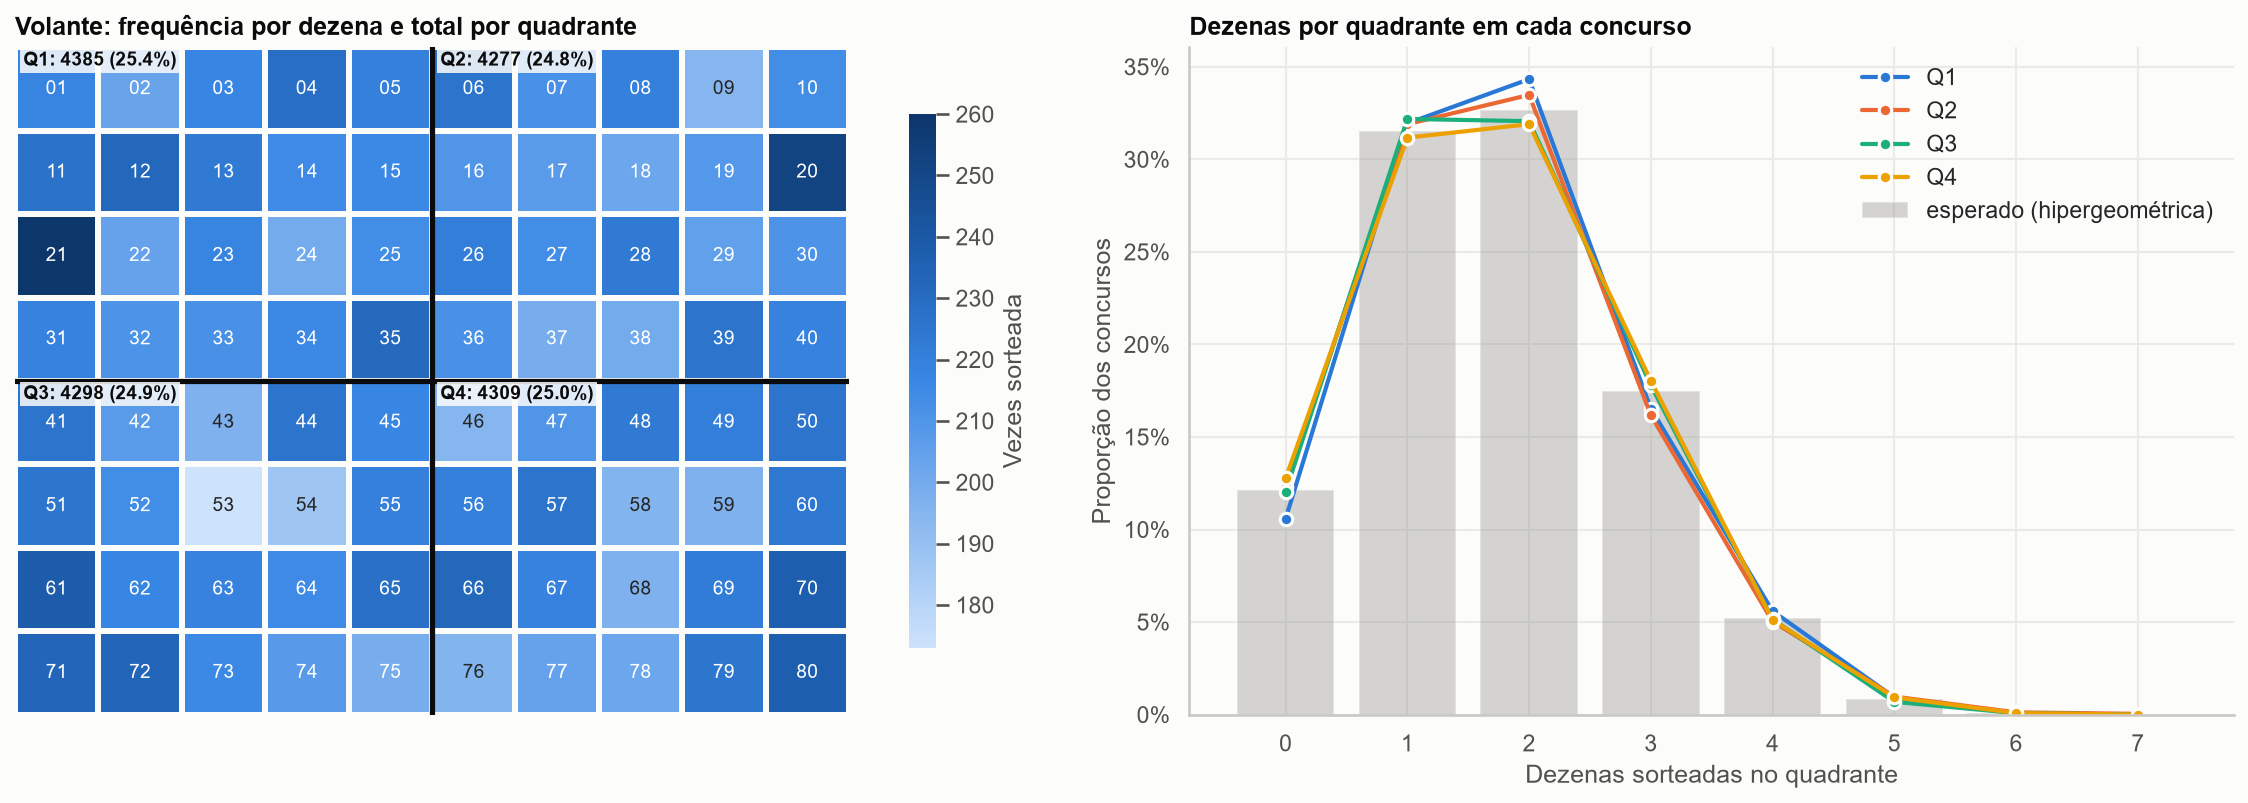 Volante: frequência por dezena e total por quadrante
Q1: 4385 (25.4%) Q2: 4277 (24.8%)
01 02 03 04 05 06 07 08 09 10
11 12 13 14 15 16 17 18 19 20
21 22 23 24 25 26 27 28 29 30
31 32 33 34 35 36 37 38 39 40
Q3: 4298 (24.9%) Q4: 4309 (25.0%)
41 42 43 44 45 46 47 48 49 50
51 52 53 54 55 56 57 58 59 60
61 62 63 64 65 66 67 68 69 70
71 72 73 74 75 76 77 78 79 80
260
250
240
230
220
210
200
190
180
Vezes sorteada
Dezenas por quadrante em cada concurso
Q1
Q2
Q3
Q4
esperado (hipergeométrica)
35%
30%
25%
20%
15%
10%
5%
0%
Proporção dos concursos
0 1 2 3 4 5 6 7
Dezenas sorteadas no quadrante